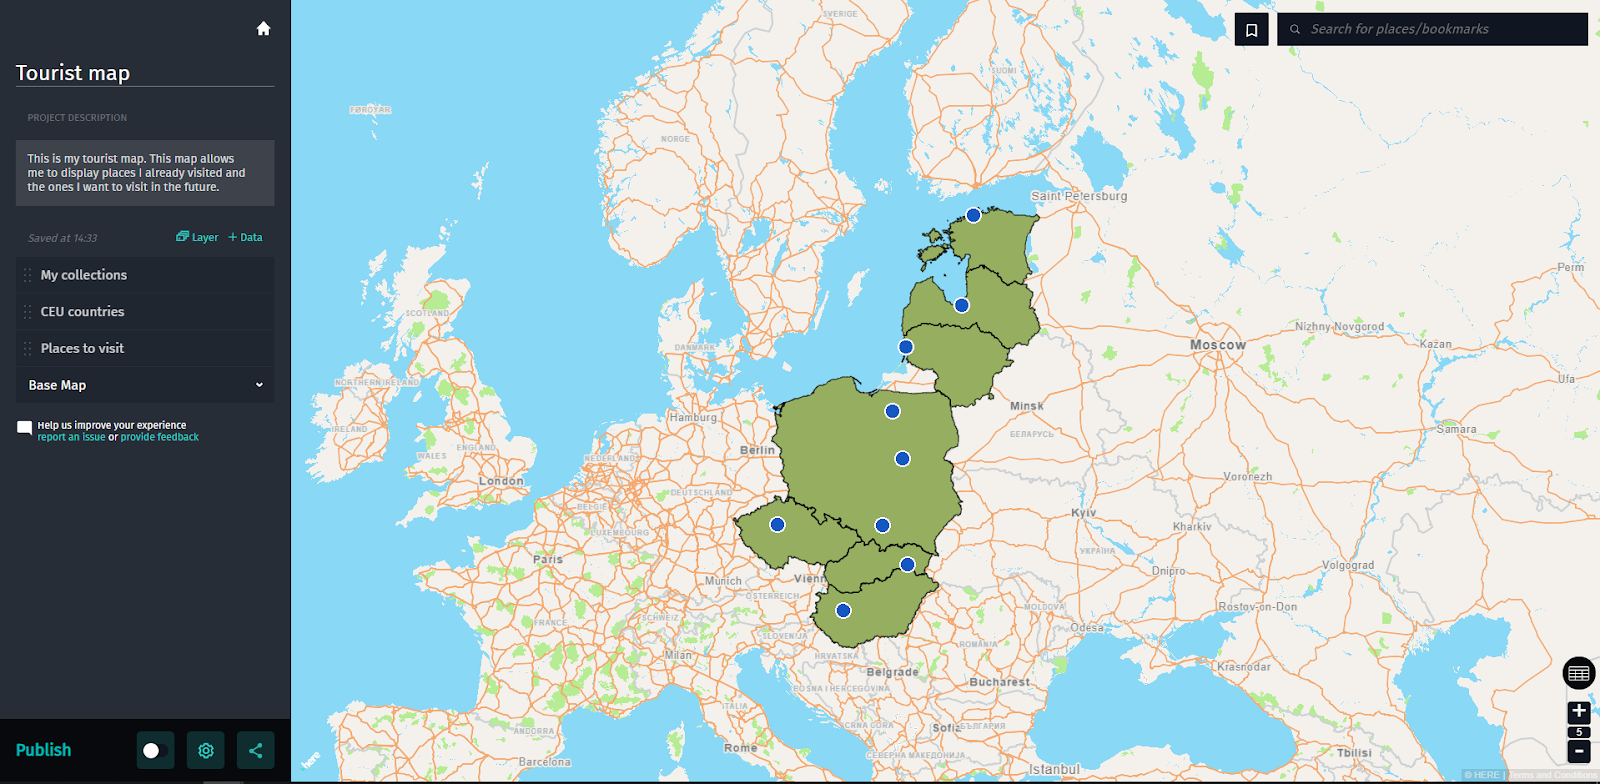 Tourist map
PROJECT DESCRIPTION
This is my tourist map. This map allows
me to display places I already visited and
the ones I want to visit in the future.
Saved at 14:33
Layer
+ Data
My collections
CEU countries
Places to visit
Base Map
Help us improve your experience
report an issue or provide feedback
Publish
Search for places/bookmarks
SVERIGE
SUOMI
FØROYAR
NORGE
Saint Petersburg
Perm
SCOTLAND
Nizhny Novgorod
Kazan
DANMARK
Moscow
NORTHERN IRELAND
Ufa
Hamburg
Minsk
IRELAND
БЕЛАРУСЬ
Samara
ENGLAND
WALES
Berlin
NEDERLAND
London
Voronezh
DEUTSCHLAND
BELGIË
Kyiv
Kharkiv
LUXEMBOURG
УКРАЇНА
Paris
Volgograd
Dnipro
Munich
Vienn
ÖSTERREICH
MOLDOVA
Rostov-on-Don
FRANCE
SCHWEIZ
Odesa
SLOVENIJA
ROMÂNIA
Milan
HRVATSKA
Krasnodar
Belgrade
Bucharest
BOSNA I HERCEGOVINA
ITALIA
CRNA GORA
Sofia
БЪЛГАРИЯ
ANDORRA
Rome
СЕВЕРНА МАКЕДОНИЈА
Tbilisi
Barcelona
Istanbul
+
5
-
here
© HERE | Terms and Conditions